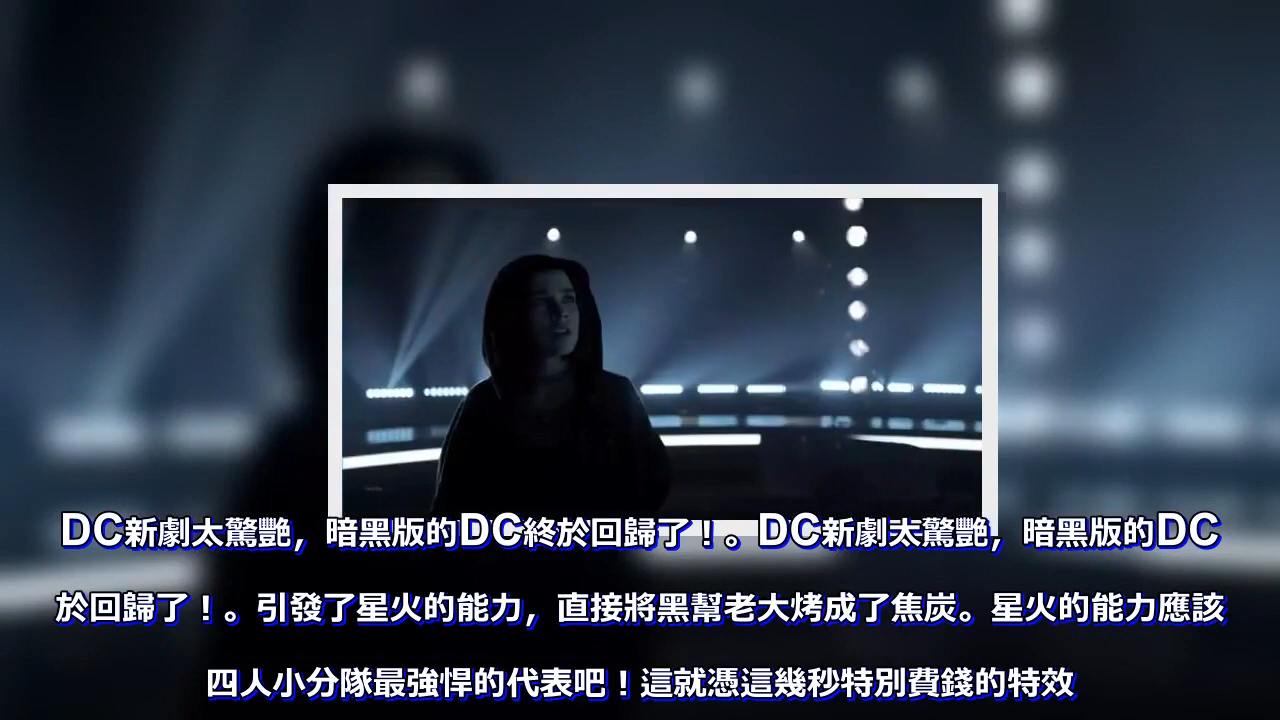 DC新劇太驚艷，暗黑版的DC終於回歸了！。DC新劇太驚艷，暗黑版的DC
於回歸了！。引發了星火的能力，直接將黑幫老大烤成了焦炭。星火的能力應該
四人小分隊最強悍的代表吧！這就憑這幾秒特別費錢的特效